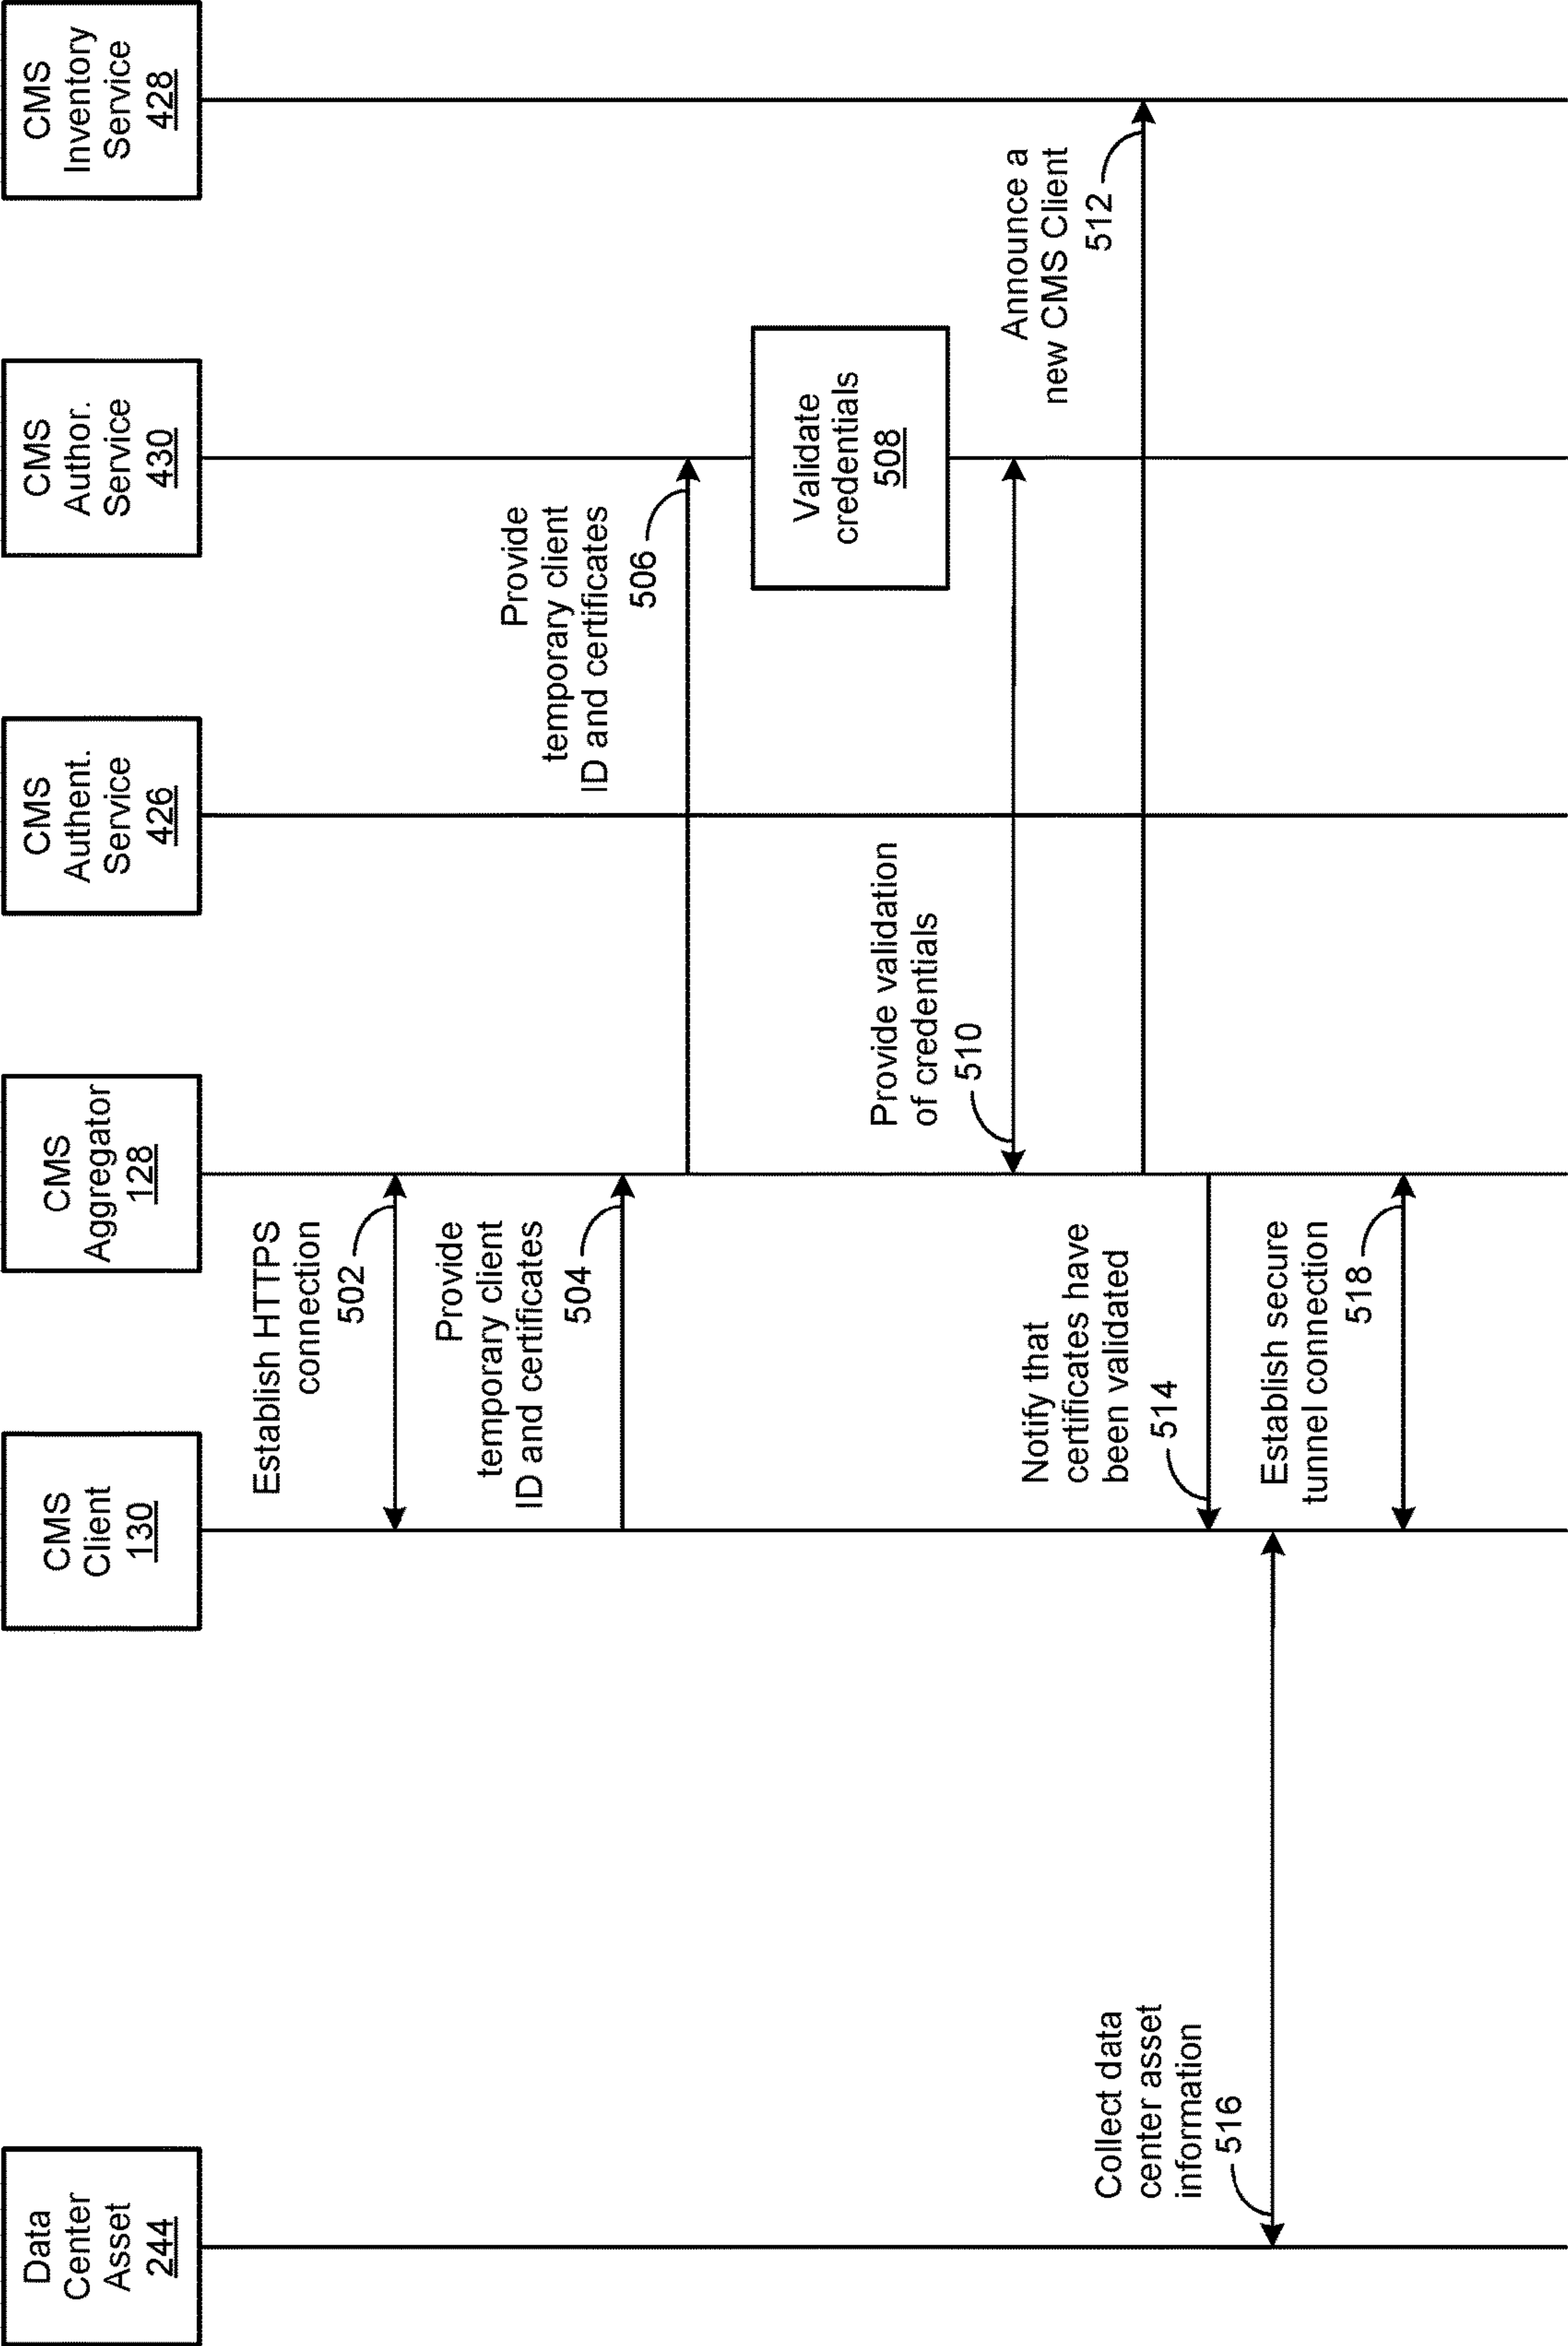 Data
Center
Asset
244
CMS
Client
130
CMS
Aggregator
128
CMS
Authent.
Service
426
CMS
Author.
Service
430
CMS
Inventory
Service
428
Establish HTTPS
connection
502
Provide
temporary client
ID and certificates
504
Provide
temporary client
ID and certificates
506
Validate
credentials
508
Provide validation
of credentials
510
Announce a
new CMS Client
512
Notify that
certificates have
been validated
514
Collect data
center asset
information
516
Establish secure
tunnel connection
518